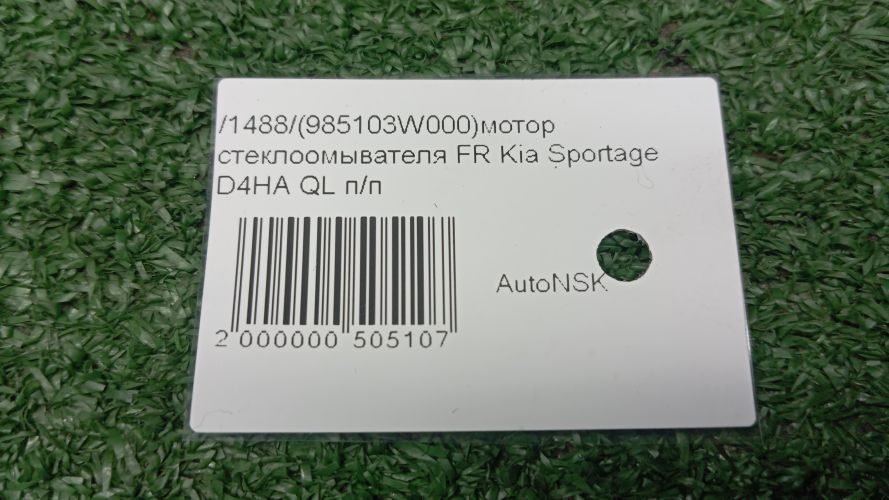 /1488/(985103W000)мотор
стеклоомывателя FR Kia Sportage
D4HA QL п/п
AutoNSK
2 000000 505107